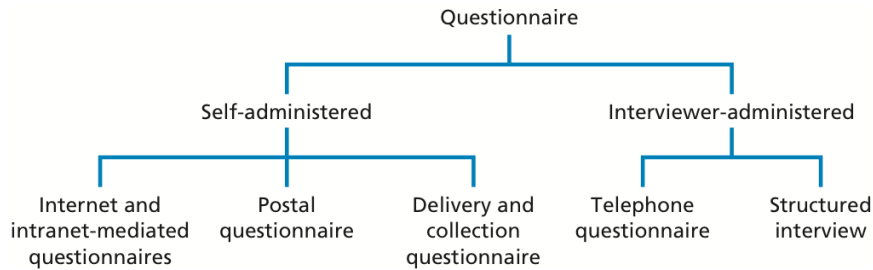 Questionnaire
Self-administered
Interviewer-administered
Internet and
intranet-mediated
questionnaires
Postal
questionnaire
Delivery and
collection
questionnaire
Telephone
questionnaire
Structured
interview